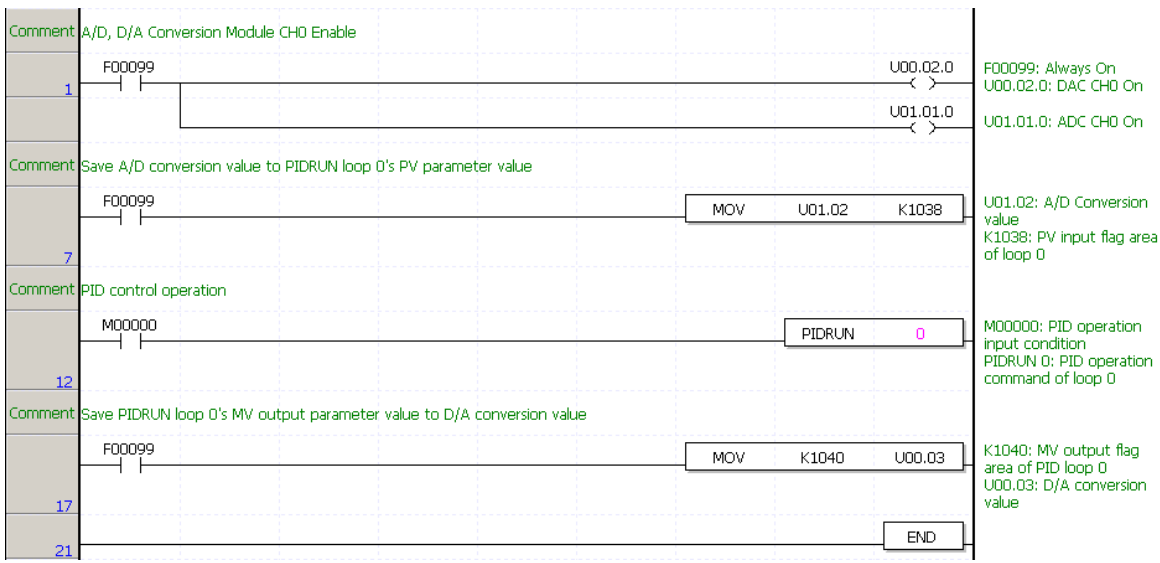 Comment A/D, D/A Conversion Module CH0 Enable
F00099 U00.02.0 F00099: Always On
1 U00.02.0: DAC CH0 On
U01.01.0 U01.01.0: ADC CH0 On
Comment Save A/D conversion value to PIDRUN loop 0's PV parameter value
F00099 MOV U01.02 K1038 U01.02: A/D Conversion
value
K1038: PV input flag area
7 of loop 0
Comment PID control operation
M00000 PIDRUN 0 M00000: PID operation
input condition
PIDRUN 0: PID operation
12 command of loop 0
Comment Save PIDRUN loop 0's MV output parameter value to D/A conversion value
F00099 MOV K1040 U00.03 K1040: MV output flag
area of PID loop 0
U00.03: D/A conversion
17 value
END
21